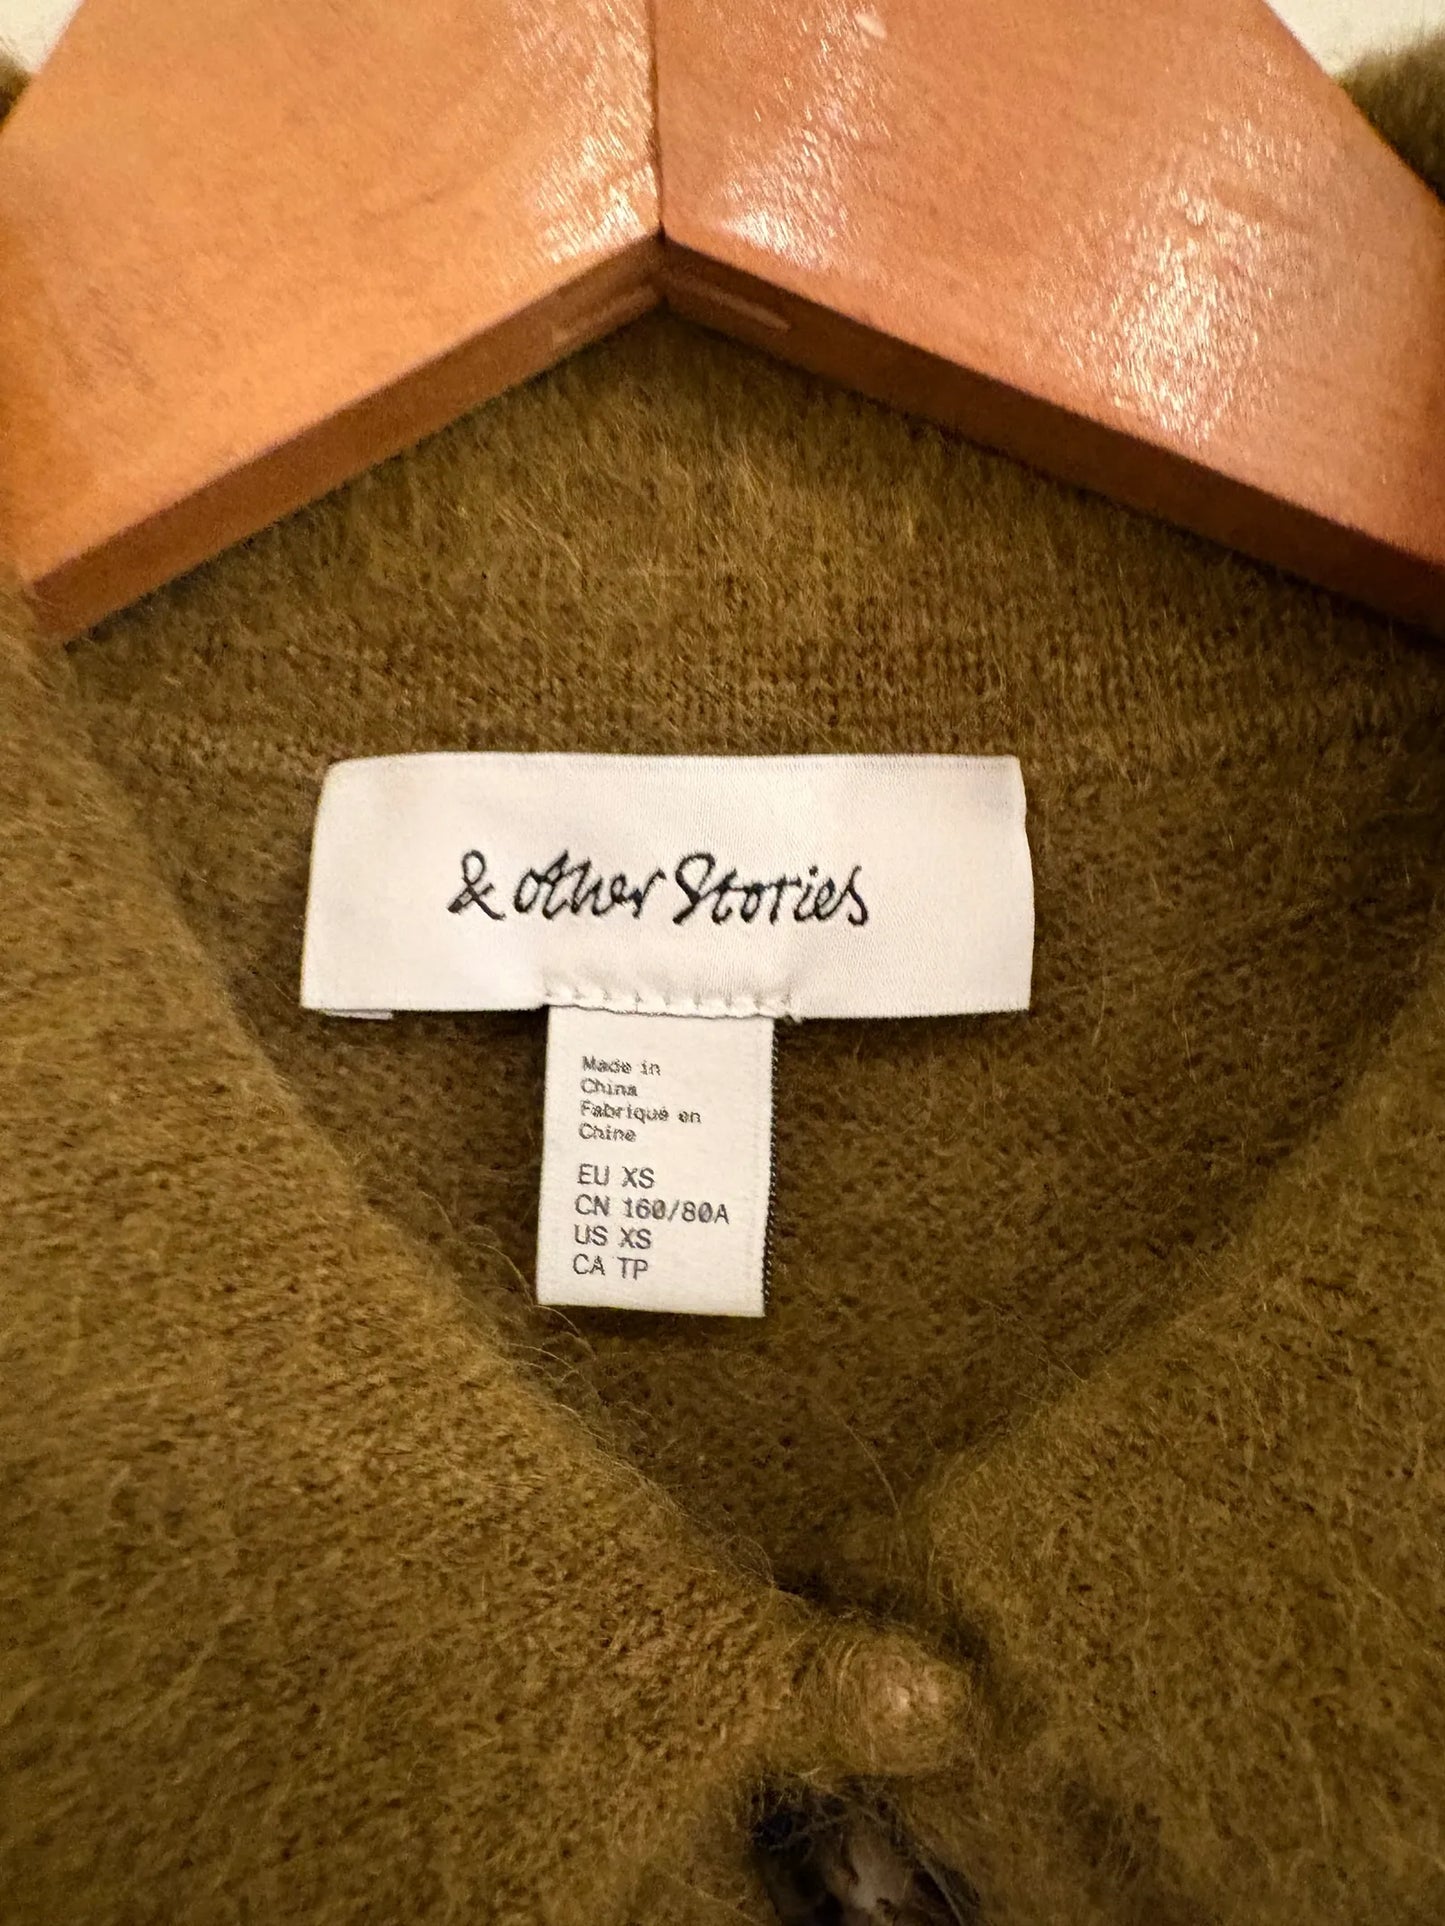 & other Stories
Made in
China
Fabriqué en
Chine
EU XS
CN 160/80A
US XS
CA TP